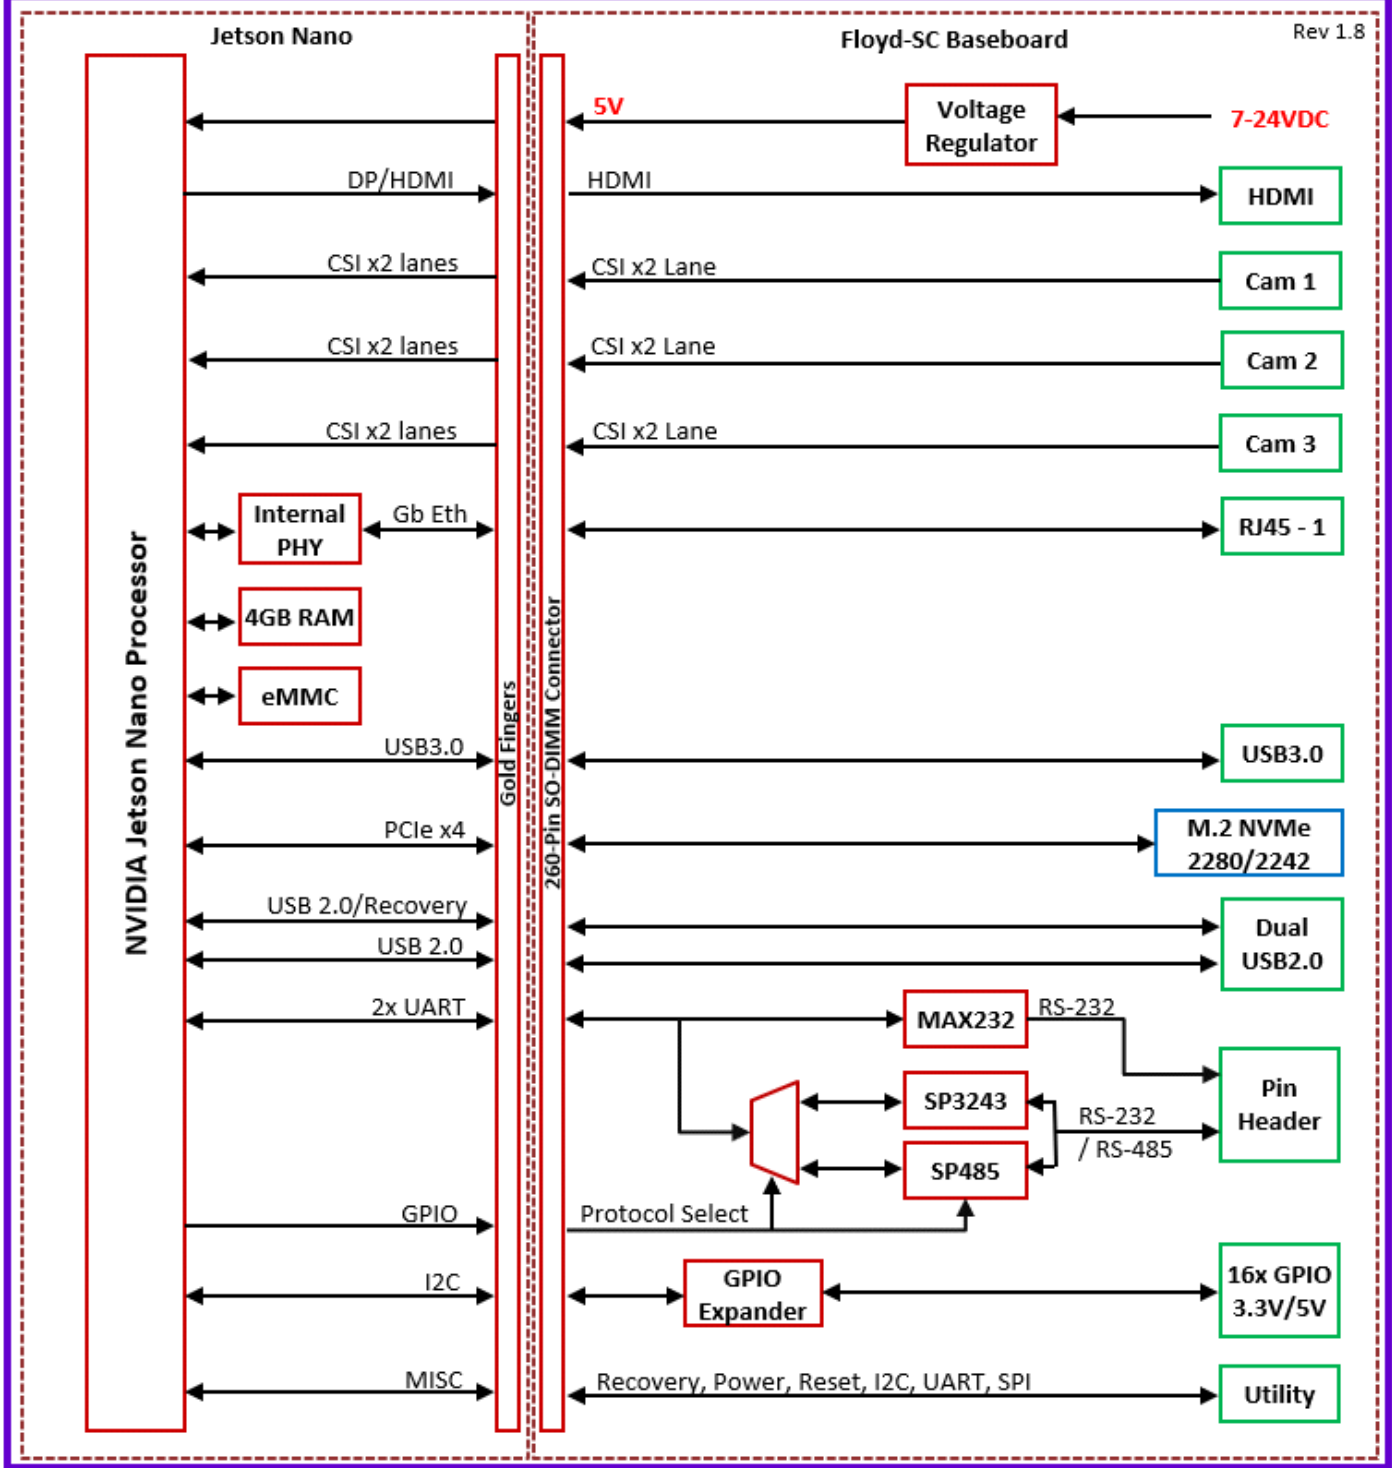 Jetson Nano
Floyd-SC Baseboard
Rev 1.8
5V
Voltage
Regulator
7-24VDC
DP/HDMI
HDMI
HDMI
CSI x2 lanes
CSI x2 Lane
Cam 1
CSI x2 lanes
CSI x2 Lane
Cam 2
CSI x2 lanes
CSI x2 Lane
Cam 3
Internal
PHY
Gb Eth
RJ45 - 1
4GB RAM
eMMC
NVIDIA Jetson Nano Processor
Gold Fingers
260-Pin SO-DIMM Connector
USB3.0
USB3.0
PCIe x4
M.2 NVMe
2280/2242
USB 2.0/Recovery
USB 2.0
Dual
USB2.0
2x UART
MAX232
RS-232
SP3243
SP485
RS-232
/ RS-485
Pin
Header
GPIO
Protocol Select
I2C
GPIO
Expander
16x GPIO
3.3V/5V
MISC
Recovery, Power, Reset, I2C, UART, SPI
Utility